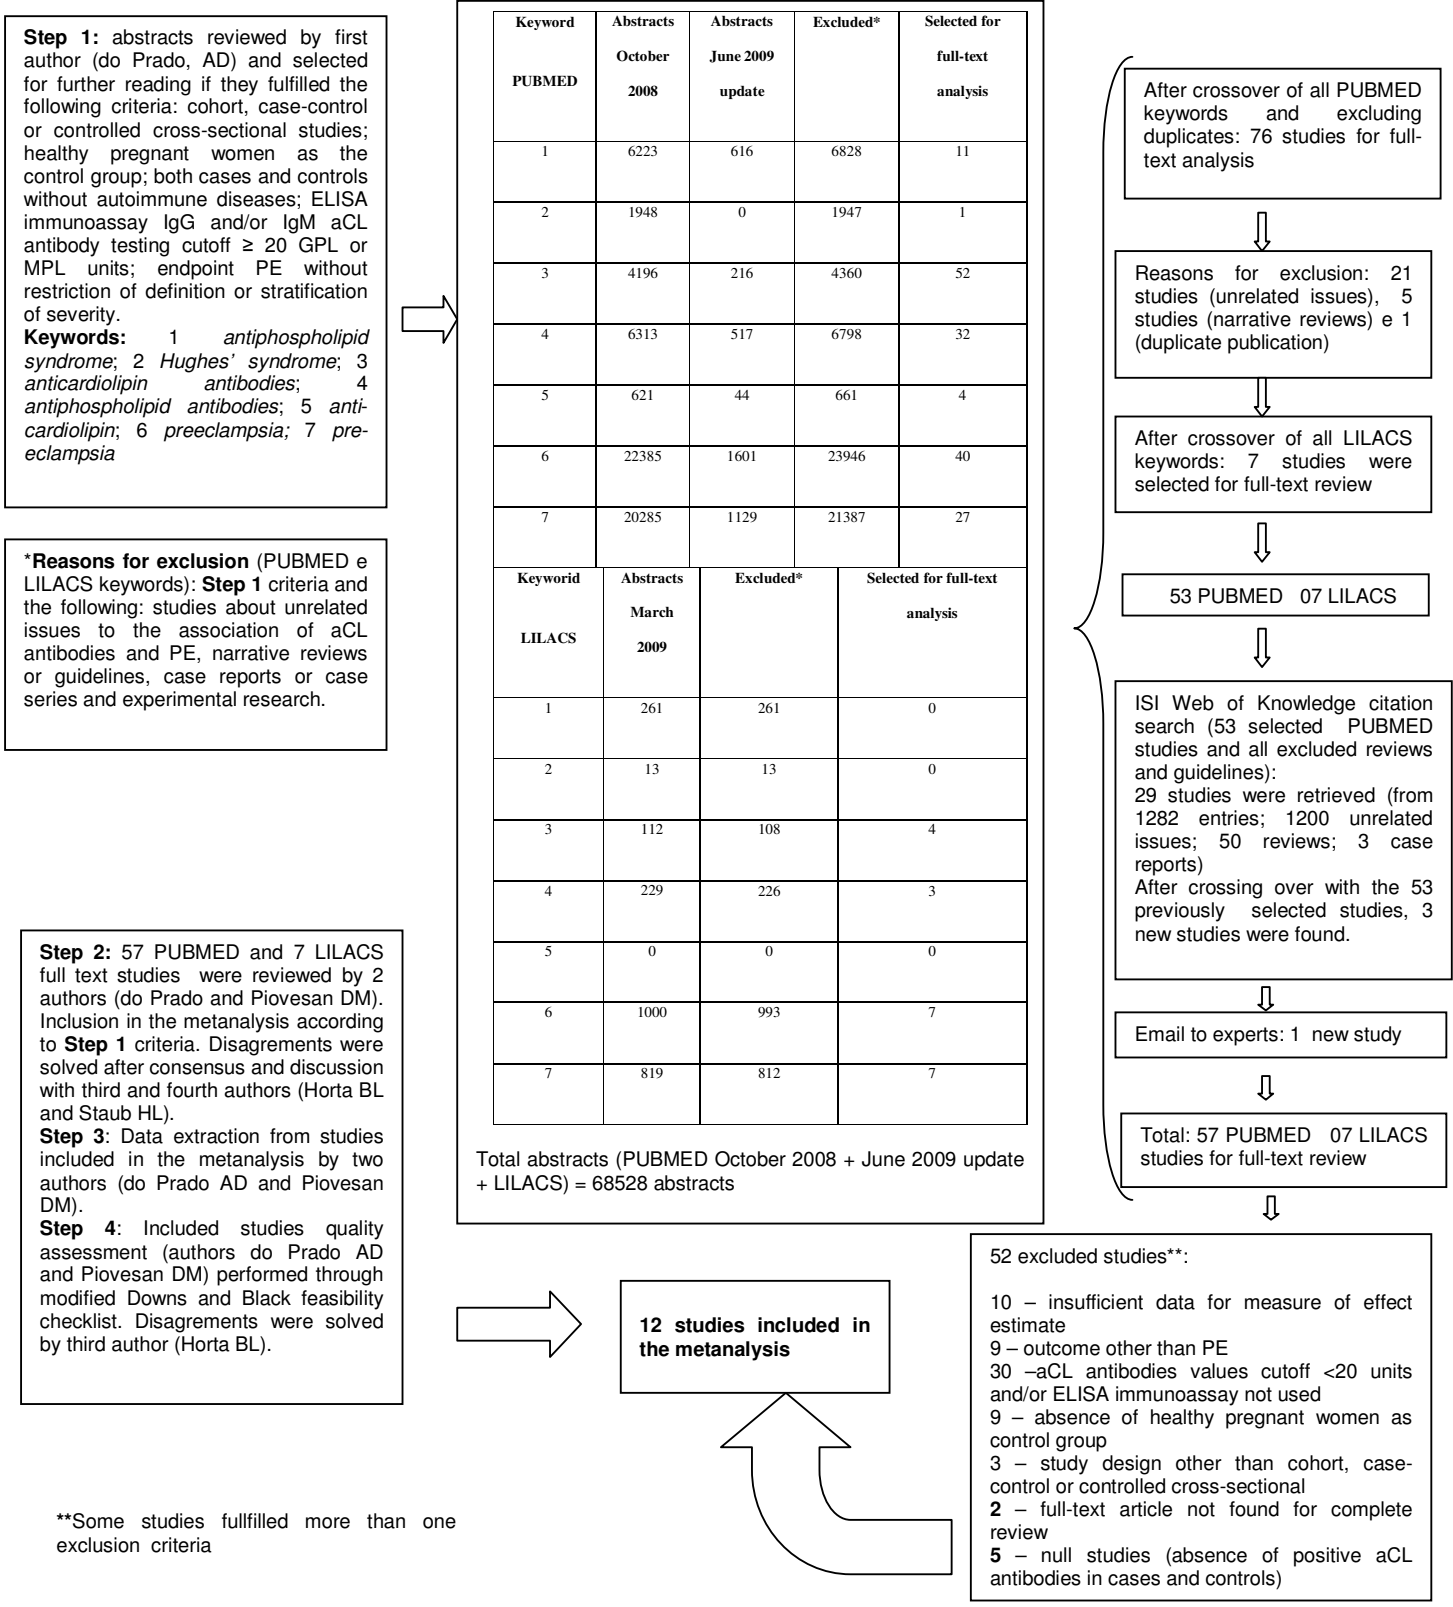 Step 1: abstracts reviewed by first
author (do Prado, AD) and selected
for further reading if they fulfilled the
following criteria: cohort, case-control
or controlled cross-sectional studies;
healthy pregnant women as the
control group; both cases and controls
without autoimmune diseases; ELISA
immunoassay IgG and/or IgM aCL
antibody testing cutoff ≥ 20 GPL or
MPL units; endpoint PE without
restriction of definition or stratification
of severity.
Keywords: 1 antiphospholipid
syndrome; 2 Hughes' syndrome; 3
anticardiolipin antibodies; 4
antiphospholipid antibodies; 5 anti-
cardiolipin; 6 preeclampsia; 7 pre-
eclampsia
*Reasons for exclusion (PUBMED e
LILACS keywords): Step 1 criteria and
the following: studies about unrelated
issues to the association of aCL
antibodies and PE, narrative reviews
or guidelines, case reports or case
series and experimental research.
Step 2: 57 PUBMED and 7 LILACS
full text studies were reviewed by 2
authors (do Prado and Piovesan DM).
Inclusion in the metanalysis according
to Step 1 criteria. Disagrements were
solved after consensus and discussion
with third and fourth authors (Horta BL
and Staub HL).
Step 3: Data extraction from studies
included in the metanalysis by two
authors (do Prado AD and Piovesan
DM).
Step 4: Included studies quality
assessment (authors do Prado AD
and Piovesan DM) performed through
modified Downs and Black feasibility
checklist. Disagrements were solved
by third author (Horta BL).
**Some studies fullfilled more than one
exclusion criteria
Keyword Abstracts Abstracts Excluded* Selected for
October June 2009 full-text
PUBMED 2008 update analysis
1 6223 616 6828 11
2 1948 0 1947 1
3 4196 216 4360 52
4 6313 517 6798 32
5 621 44 661 4
6 22385 1601 23946 40
7 20285 1129 21387 27
Keyworid Abstracts Excluded* Selected for full-text
March analysis
LILACS 2009
1 261 261 0
2 13 13 0
3 112 108 4
4 229 226 3
5 0 0 0
6 1000 993 7
7 819 812 7
Total abstracts (PUBMED October 2008 + June 2009 update
+ LILACS) = 68528 abstracts
12 studies included in
the metanalysis
After crossover of all PUBMED
keywords and excluding
duplicates: 76 studies for full-
text analysis
Reasons for exclusion: 21
studies (unrelated issues), 5
studies (narrative reviews) e 1
(duplicate publication)
After crossover of all LILACS
keywords: 7 studies were
selected for full-text review
53 PUBMED 07 LILACS
ISI Web of Knowledge citation
search (53 selected PUBMED
studies and all excluded reviews
and guidelines):
29 studies were retrieved (from
1282 entries; 1200 unrelated
issues; 50 reviews; 3 case
reports)
After crossing over with the 53
previously selected studies, 3
new studies were found.
Email to experts: 1 new study
Total: 57 PUBMED 07 LILACS
studies for full-text review
52 excluded studies**:
10 – insufficient data for measure of effect
estimate
9 – outcome other than PE
30 –aCL antibodies values cutoff <20 units
and/or ELISA immunoassay not used
9 – absence of healthy pregnant women as
control group
3 – study design other than cohort, case-
control or controlled cross-sectional
2 – full-text article not found for complete
review
5 – null studies (absence of positive aCL
antibodies in cases and controls)